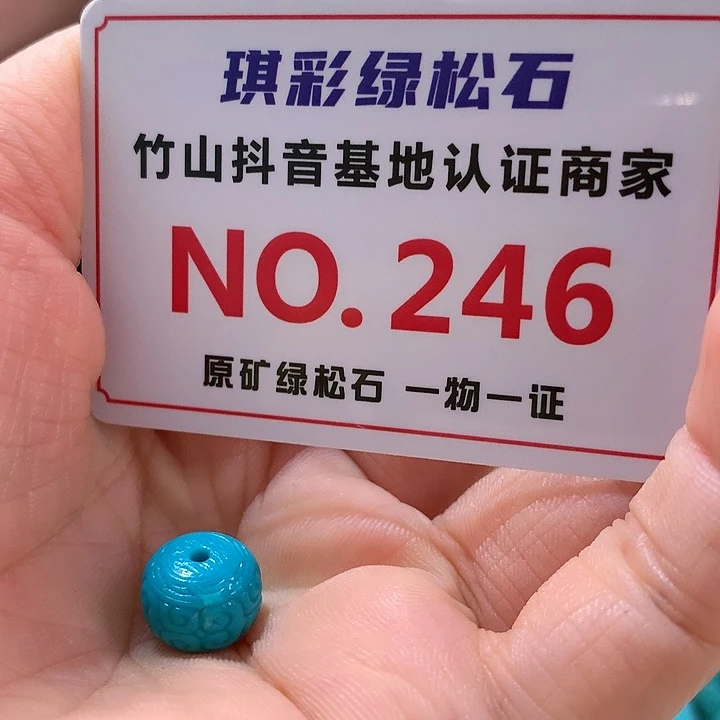 琪彩绿松石
竹山抖音基地认证商家
NO.246
原矿绿松石 一物一证